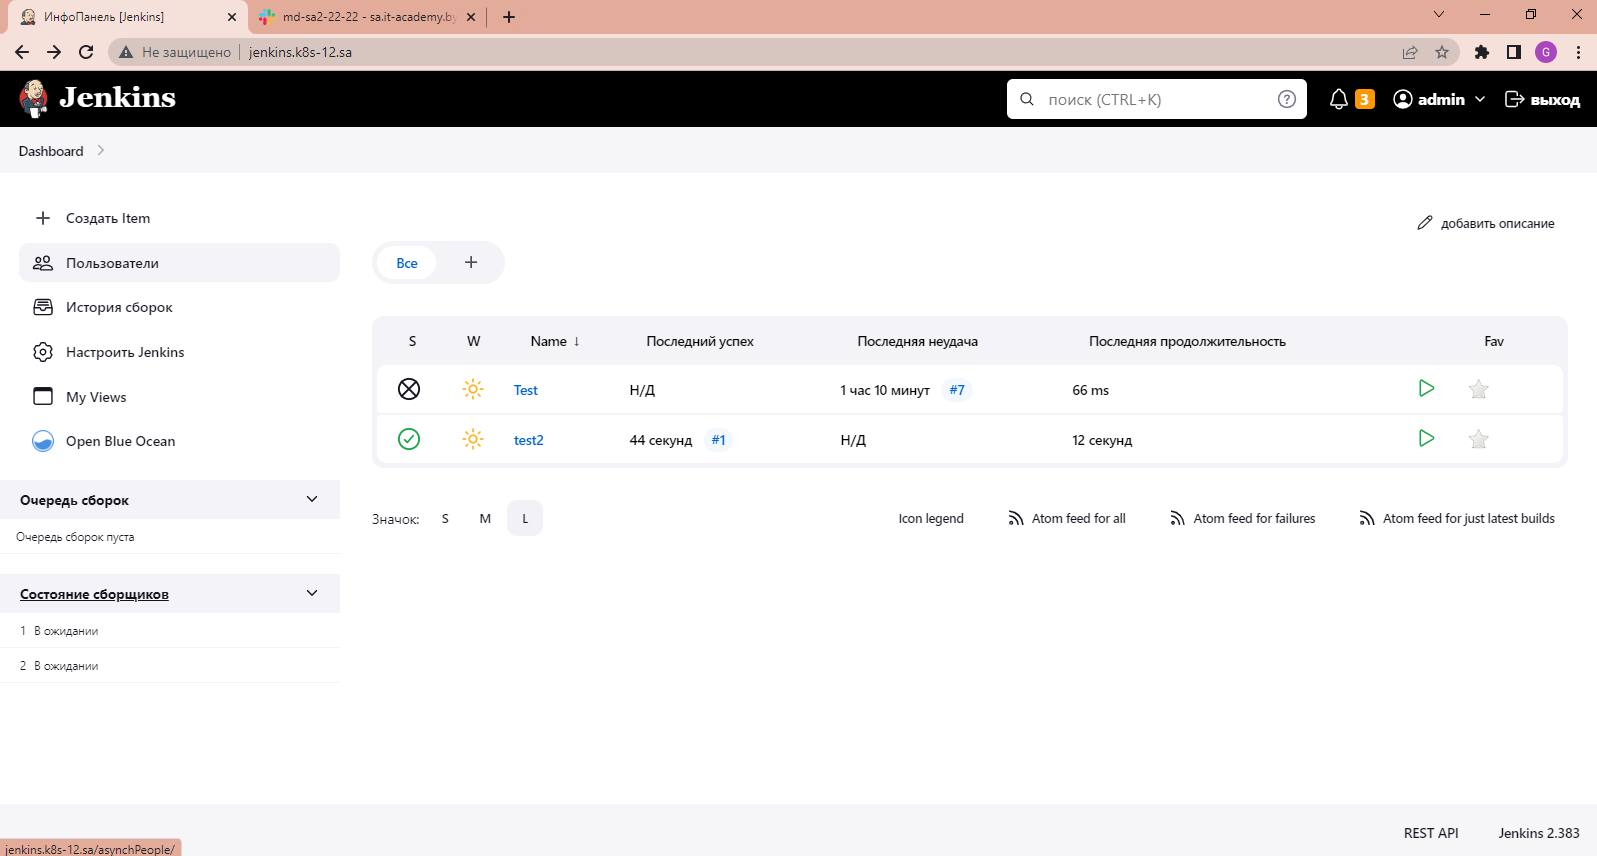 ИнфоПанель [Jenkins]
md-sa2-22-22 - sa.it-academy.by
Не защищено
jenkins.k8s-12.sa
G
Jenkins
поиск (CTRL+K)
3
admin
выход
Dashboard
Создать Item
Пользователи
История сборок
Настроить Jenkins
My Views
Open Blue Ocean
Очередь сборок
Очередь сборок пуста
Состояние сборщиков
1 В ожидании
2 В ожидании
добавить описание
Все
S W Name ↓ Последний успех Последняя неудача Последняя продолжительность Fav
Test Н/Д 1 час 10 минут #7 66 ms
test2 44 секунд #1 Н/Д 12 секунд
Значок: S M L
Icon legend Atom feed for all Atom feed for failures Atom feed for just latest builds
REST API Jenkins 2.383
jenkins.k8s-12.sa/asynchPeople/